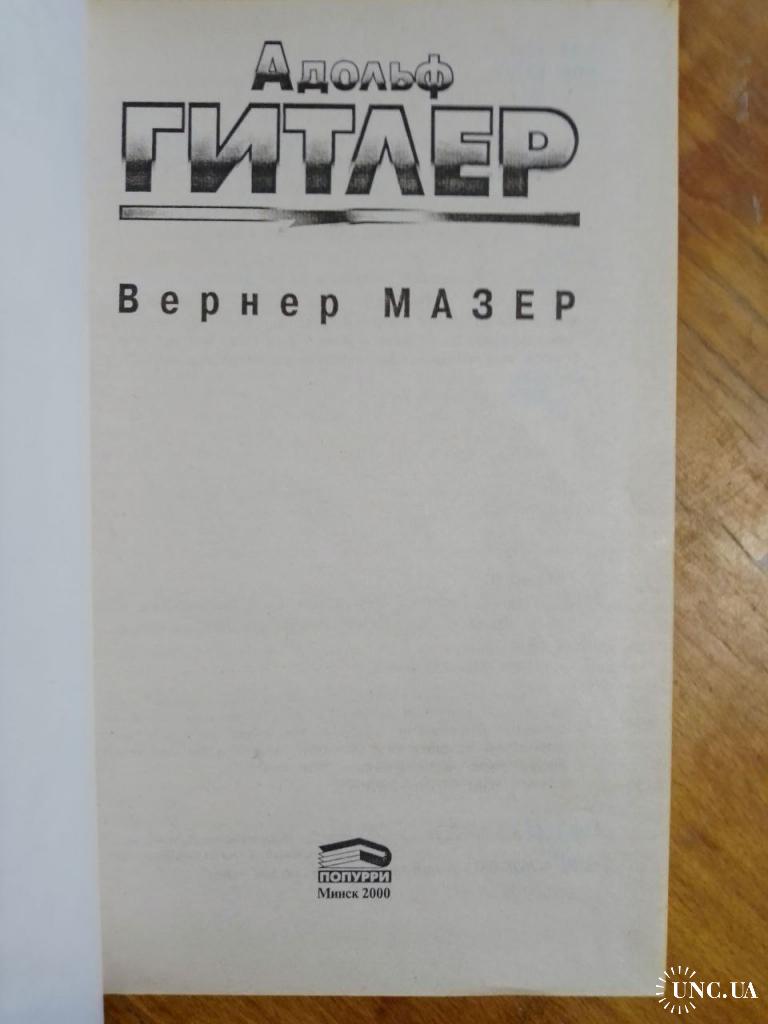 Адольф
ГИТЛЕР
Вернер МАЗЕР
ПОПУРРИ
Минск 2000
UNC.UA